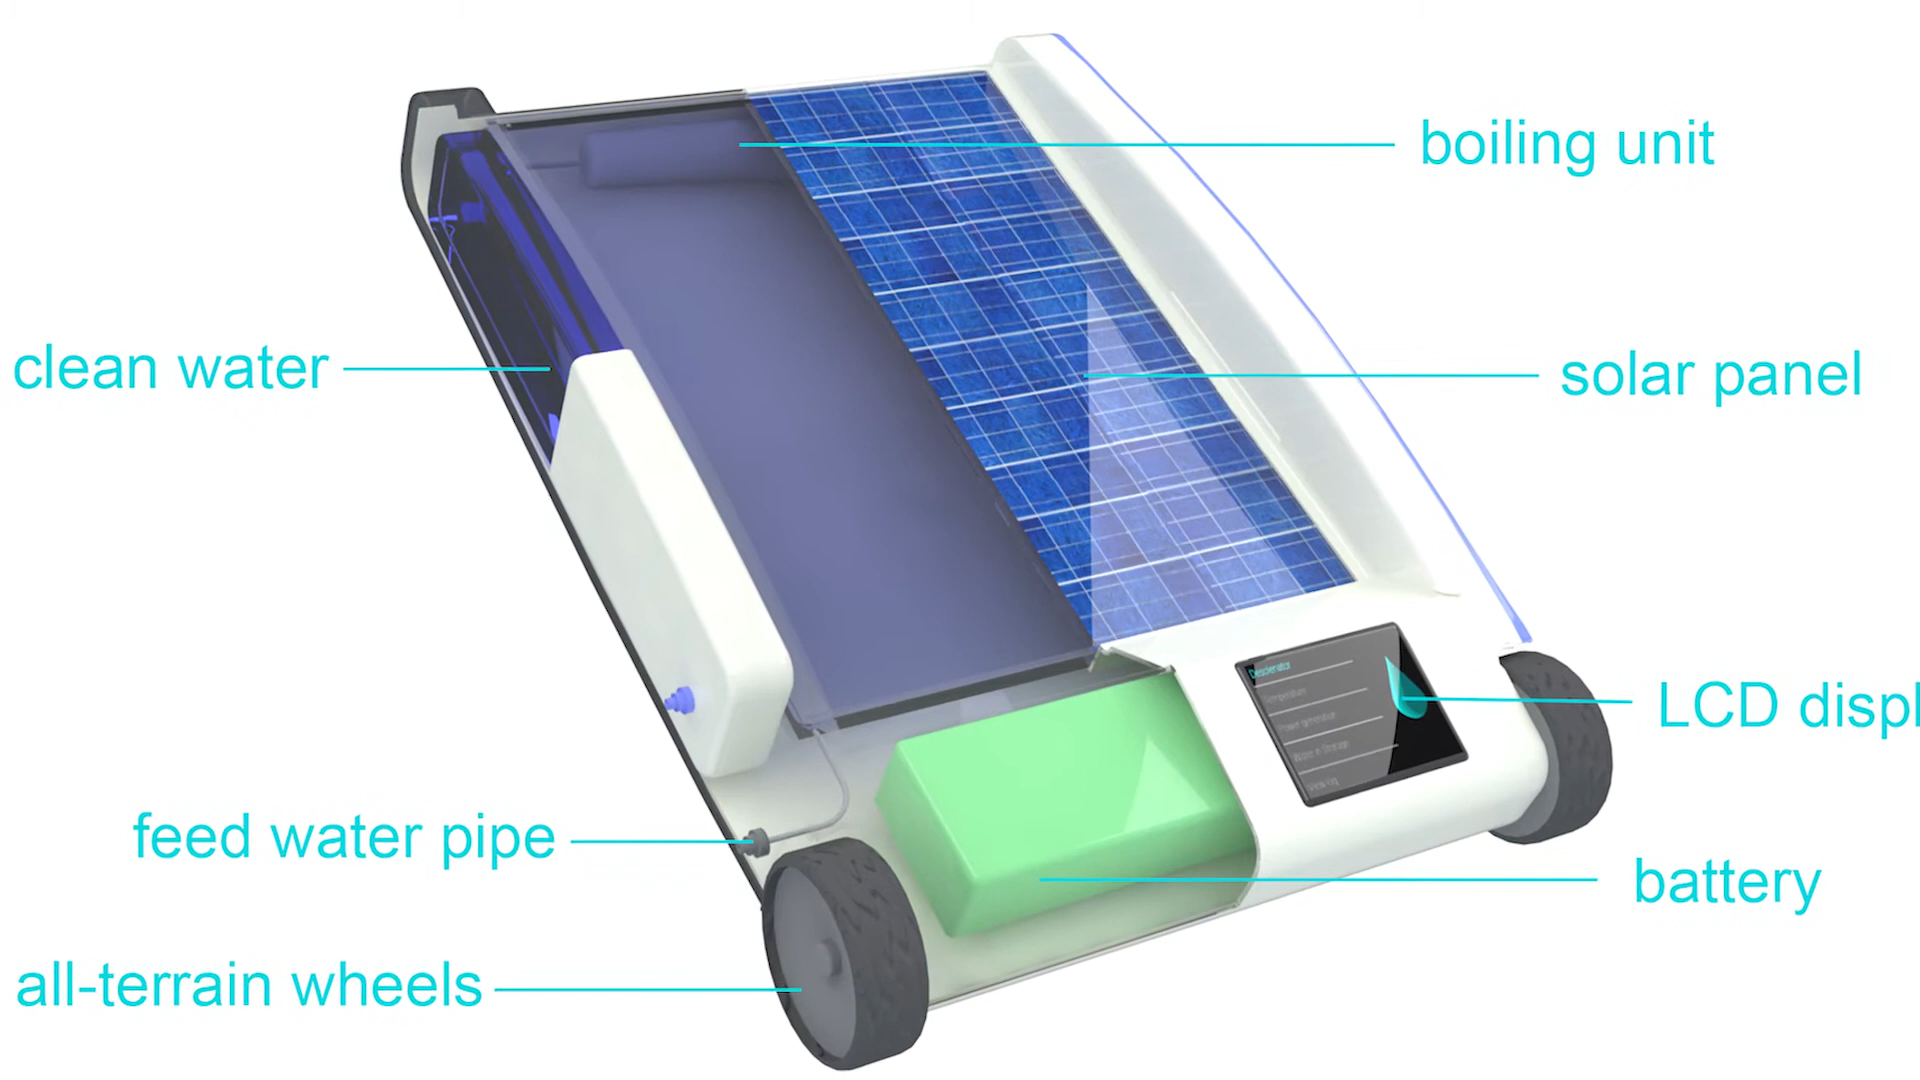 boiling unit
clean water
solar panel
LCD displ
feed water pipe
battery
all-terrain wheels